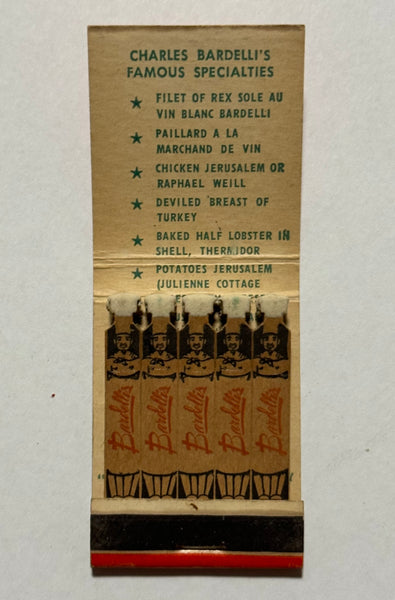 CHARLES BARDELLI'S
FAMOUS SPECIALTIES
★ FILET OF REX SOLE AU
VIN BLANC BARDELLI
★ PAILLARD A LA
MARCHAND DE VIN
★ CHICKEN JERUSALEM OR
RAPHAEL WEILL
★ DEVILED BREAST OF
TURKEY
★ BAKED HALF LOBSTER IN
SHELL, THERMIDOR
★ POTATOES JERUSALEM
(JULIENNE COTTAGE
Bardelli's Bardelli's Bardelli's Bardelli's Bardelli's